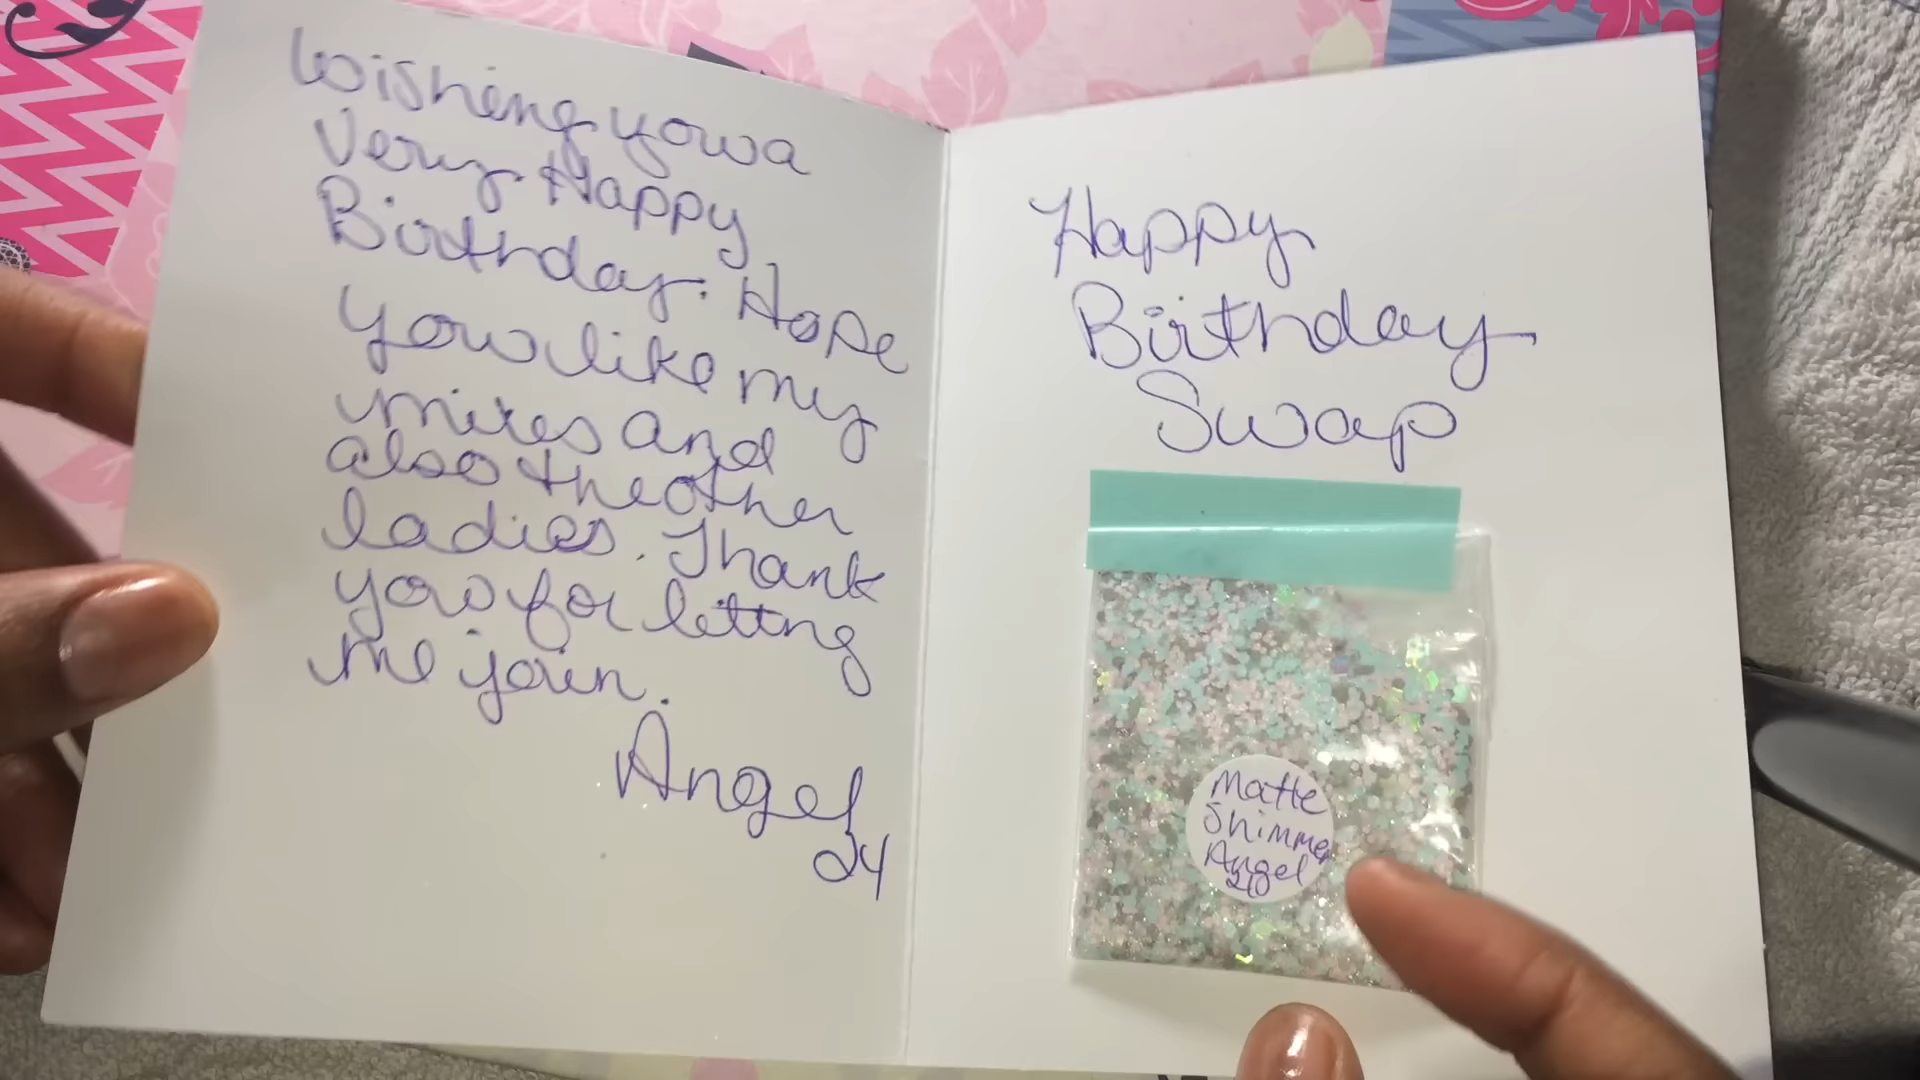 Wishing you a
Very Happy
Birthday. Hope
you like my
mixes and
also the other
ladies. Thank
you for letting
me join.
Angel
24
Happy
Birthday
Swap
Matte
Shimmer
Angel